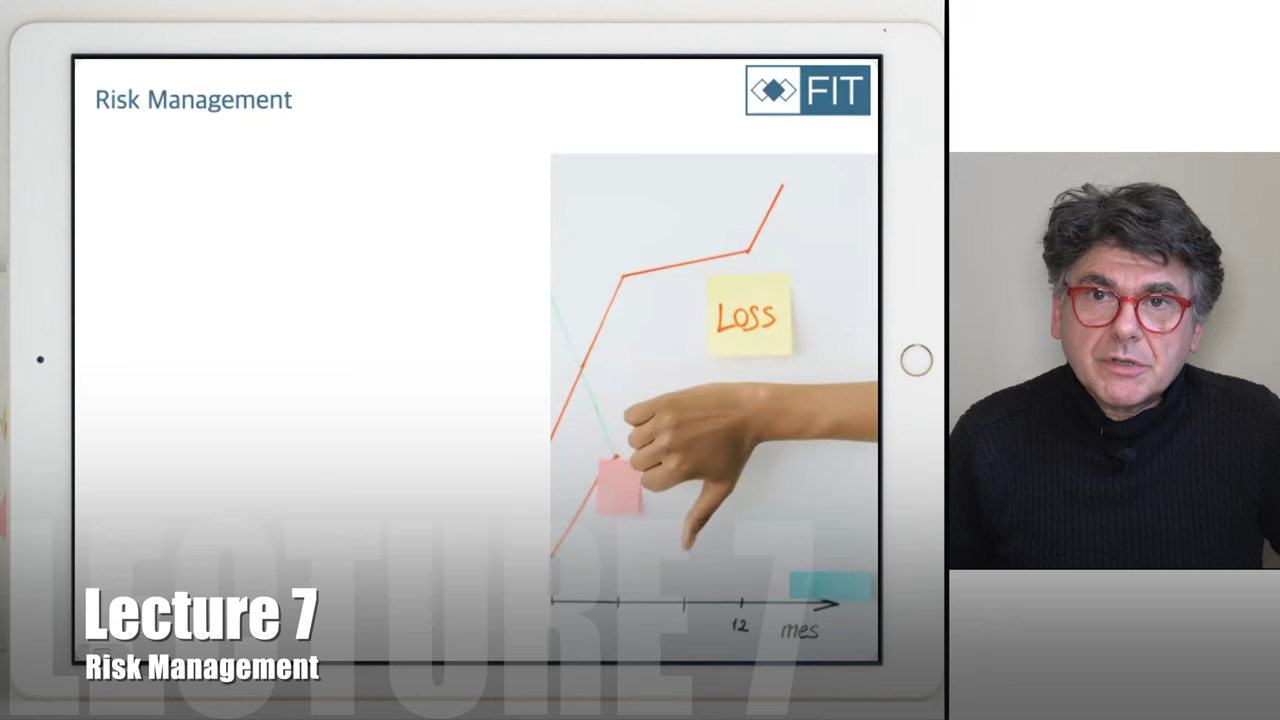 Risk Management
FIT
Loss
12 mes
LECTURE 7
Lecture 7
Risk Management